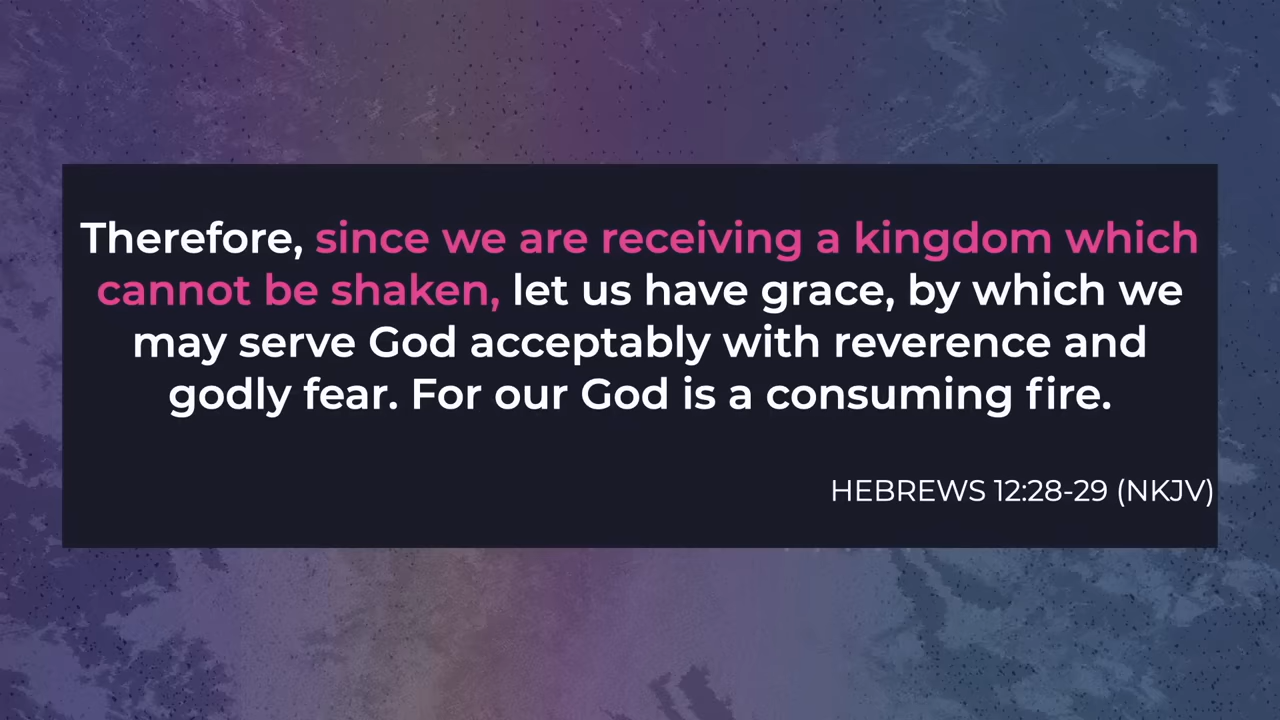 Therefore, since we are receiving a kingdom which
cannot be shaken, let us have grace, by which we
may serve God acceptably with reverence and
godly fear. For our God is a consuming fire.
HEBREWS 12:28-29 (NKJV)